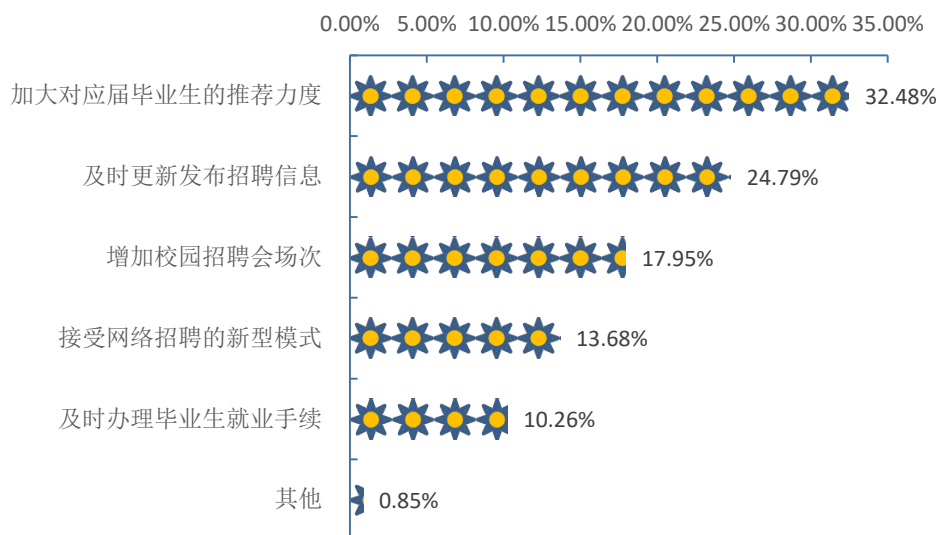 0.00% 5.00% 10.00% 15.00% 20.00% 25.00% 30.00% 35.00%
加大对应届毕业生的推荐力度 32.48%
及时更新发布招聘信息 24.79%
增加校园招聘会场次 17.95%
接受网络招聘的新型模式 13.68%
及时办理毕业生就业手续 10.26%
其他 0.85%